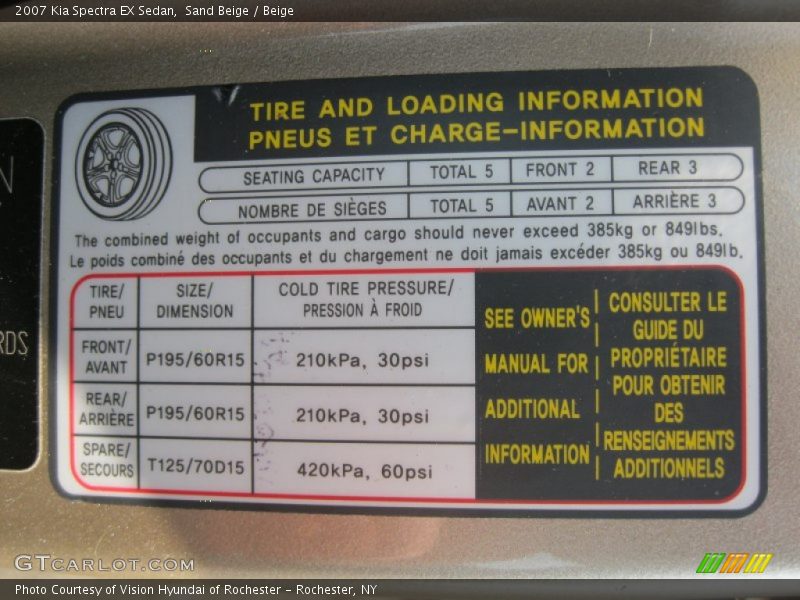 2007 Kia Spectra EX Sedan,  Sand Beige / Beige
TIRE AND LOADING INFORMATION
PNEUS ET CHARGE-INFORMATION
SEATING CAPACITY TOTAL 5 FRONT 2 REAR 3
NOMBRE DE SIÈGES TOTAL 5 AVANT 2 ARRIÈRE 3
The combined weight of occupants and cargo should never exceed 385kg or 849lbs.
Le poids combiné des occupants et du chargement ne doit jamais excéder 385kg ou 849lb.
TIRE/
PNEU
SIZE/
DIMENSION
COLD TIRE PRESSURE/
PRESSION À FROID
FRONT/
AVANT
P195/60R15
210kPa, 30psi
REAR/
ARRIÈRE
P195/60R15
210kPa, 30psi
SPARE/
SECOURS
T125/70D15
420kPa, 60psi
SEE OWNER'S
MANUAL FOR
ADDITIONAL
INFORMATION
CONSULTER LE
GUIDE DU
PROPRIÉTAIRE
POUR OBTENIR
DES
RENSEIGNEMENTS
ADDITIONNELS
N
RDS
GTCARLOT.COM
Photo Courtesy of Vision Hyundai of Rochester - Rochester, NY